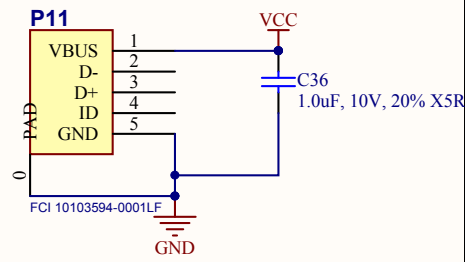 P11
VCC
VBUS 1
D- 2
D+ 3
ID 4
GND 5
PAD
0
C36
1.0uF, 10V, 20% X5R
FCI 10103594-0001LF
GND